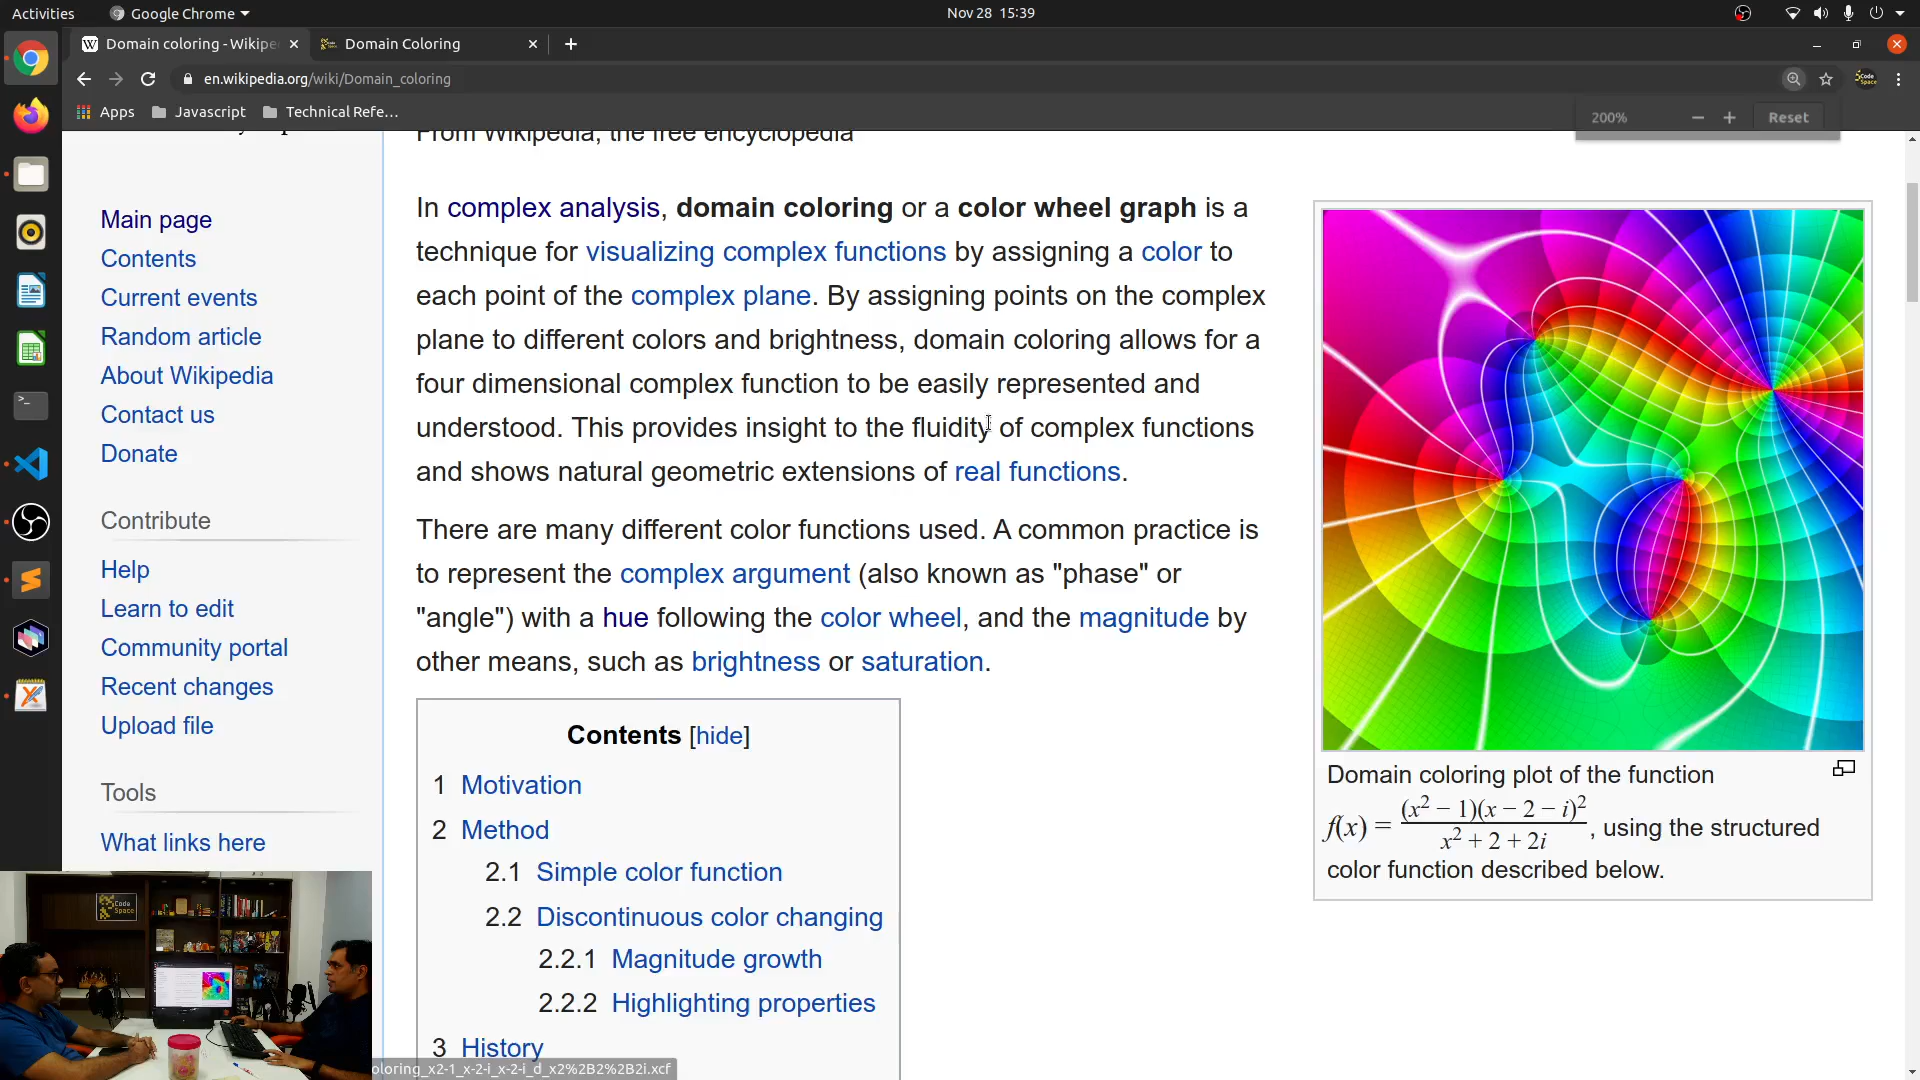 Activities Google Chrome Nov 28 15:39
Domain coloring - Wikipe Domain Coloring
en.wikipedia.org/wiki/Domain_coloring
Apps Javascript Technical Refe...
200% − + Reset
From Wikipedia, the free encyclopedia
Main page
Contents
Current events
Random article
About Wikipedia
Contact us
Donate
Contribute
Help
Learn to edit
Community portal
Recent changes
Upload file
Tools
What links here
In complex analysis, domain coloring or a color wheel graph is a
technique for visualizing complex functions by assigning a color to
each point of the complex plane. By assigning points on the complex
plane to different colors and brightness, domain coloring allows for a
four dimensional complex function to be easily represented and
understood. This provides insight to the fluidity of complex functions
and shows natural geometric extensions of real functions.
There are many different color functions used. A common practice is
to represent the complex argument (also known as "phase" or
"angle") with a hue following the color wheel, and the magnitude by
other means, such as brightness or saturation.
Contents [hide]
1 Motivation
2 Method
2.1 Simple color function
2.2 Discontinuous color changing
2.2.1 Magnitude growth
2.2.2 Highlighting properties
3 History
Domain coloring plot of the function
f(x) = (x² − 1)(x − 2 − i)² / x² + 2 + 2i, using the structured
color function described below.
Code Space
oloring_x2-1_x-2-i_x-2-i_d_x2%2B2%2B2i.xcf